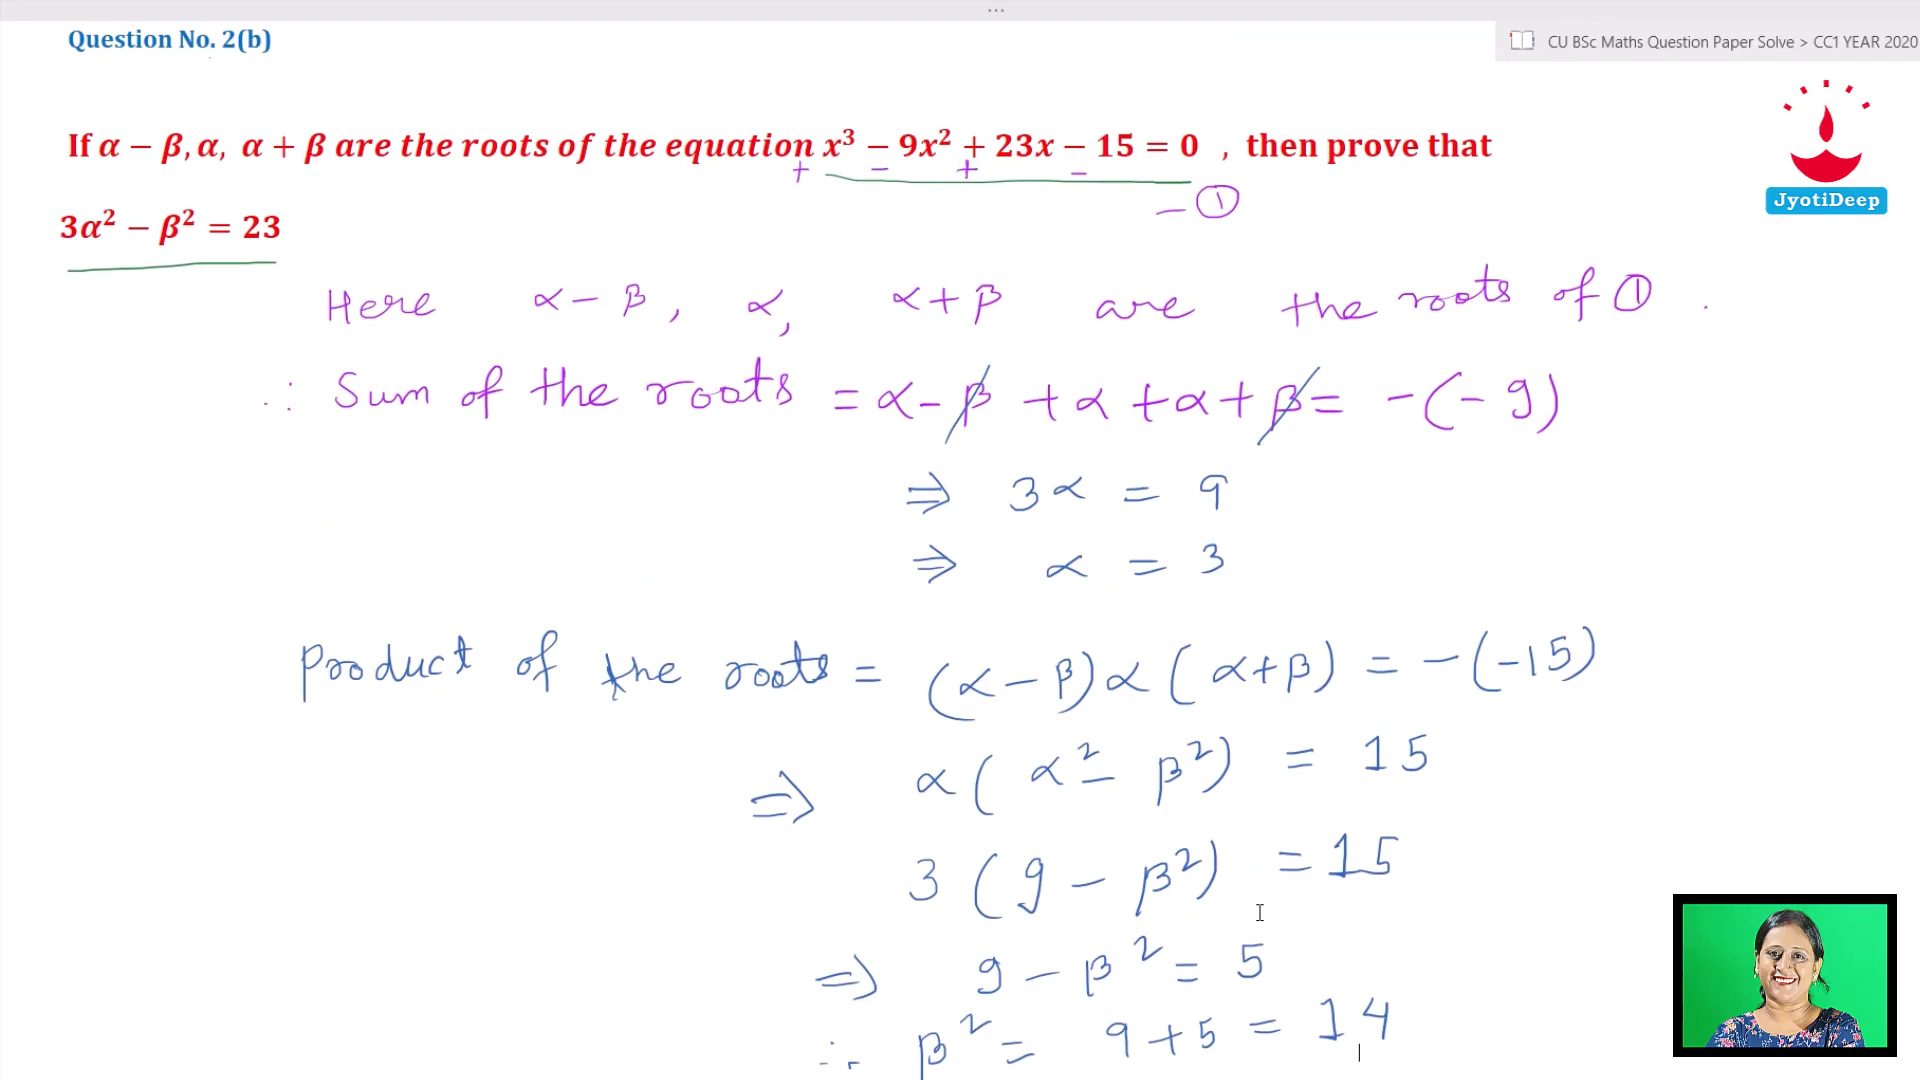 ...
Question No. 2(b)
CU BSc Maths Question Paper Solve > CC1 YEAR 2020
If α − β, α, α + β are the roots of the equation x³ − 9x² + 23x − 15 = 0 , then prove that
+ − + −
− ①
JyotiDeep
3α² − β² = 23
Here α − β, α, α + β are the roots of ① .
∴ Sum of the roots = α − β + α + α + β = −(−9)
⇒ 3α = 9
⇒ α = 3
Product of the roots = (α − β)α(α + β) = −(−15)
⇒ α(α² − β²) = 15
3(9 − β²) = 15
⇒ 9 − β² = 5
∴ β² = 9 + 5 = 14